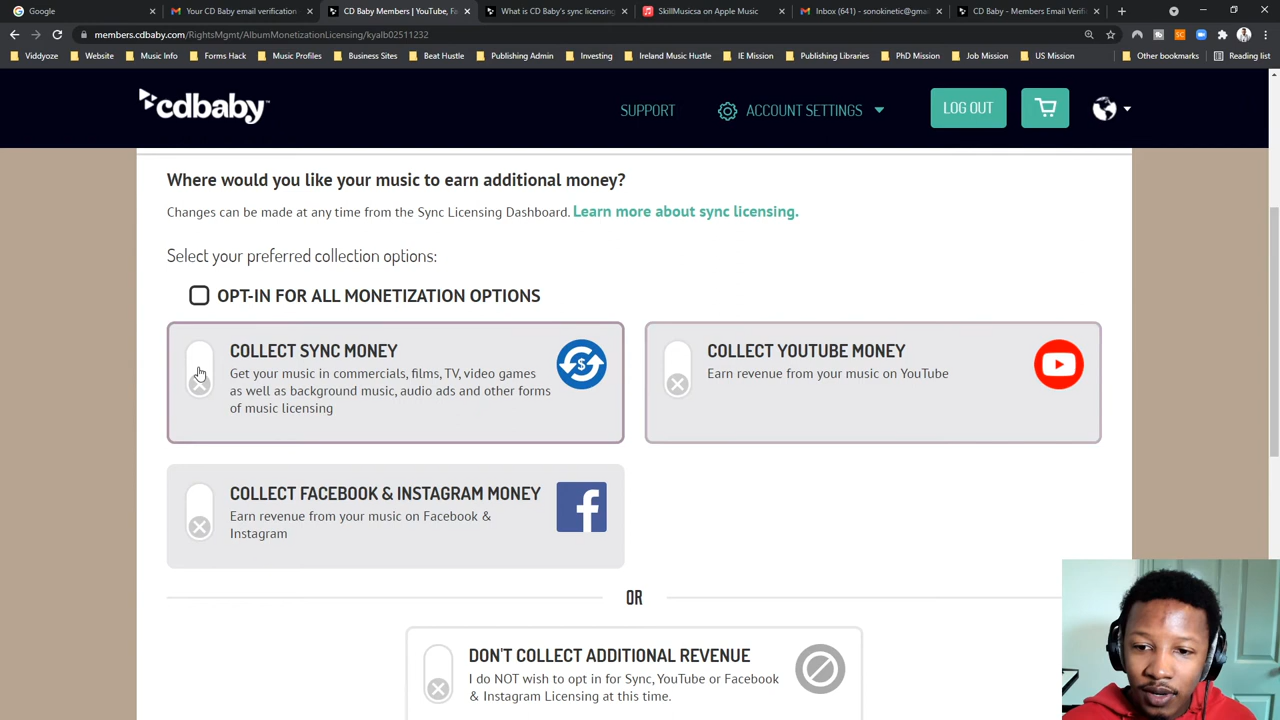 Google
Your CD Baby email verification
CD Baby Members | YouTube, Fa
What is CD Baby's sync licensing
SkillMusicsa on Apple Music
Inbox (641) - sonokinetic@gma
CD Baby - Members Email Verif
members.cdbaby.com/RightsMgmt/AlbumMonetizationLicensing/kyalb02511232
Viddyoze
Website
Music Info
Forms Hack
Music Profiles
Business Sites
Beat Hustle
Publishing Admin
Investing
Ireland Music Hustle
IE Mission
Publishing Libraries
PhD Mission
Job Mission
US Mission
Other bookmarks
Reading list
cdbaby
SUPPORT
ACCOUNT SETTINGS
LOG OUT
Where would you like your music to earn additional money?
Changes can be made at any time from the Sync Licensing Dashboard. Learn more about sync licensing.
Select your preferred collection options:
OPT-IN FOR ALL MONETIZATION OPTIONS
COLLECT SYNC MONEY
Get your music in commercials, films, TV, video games
as well as background music, audio ads and other forms
of music licensing
COLLECT YOUTUBE MONEY
Earn revenue from your music on YouTube
COLLECT FACEBOOK & INSTAGRAM MONEY
Earn revenue from your music on Facebook &
Instagram
OR
DON'T COLLECT ADDITIONAL REVENUE
I do NOT wish to opt in for Sync, YouTube or Facebook
& Instagram Licensing at this time.